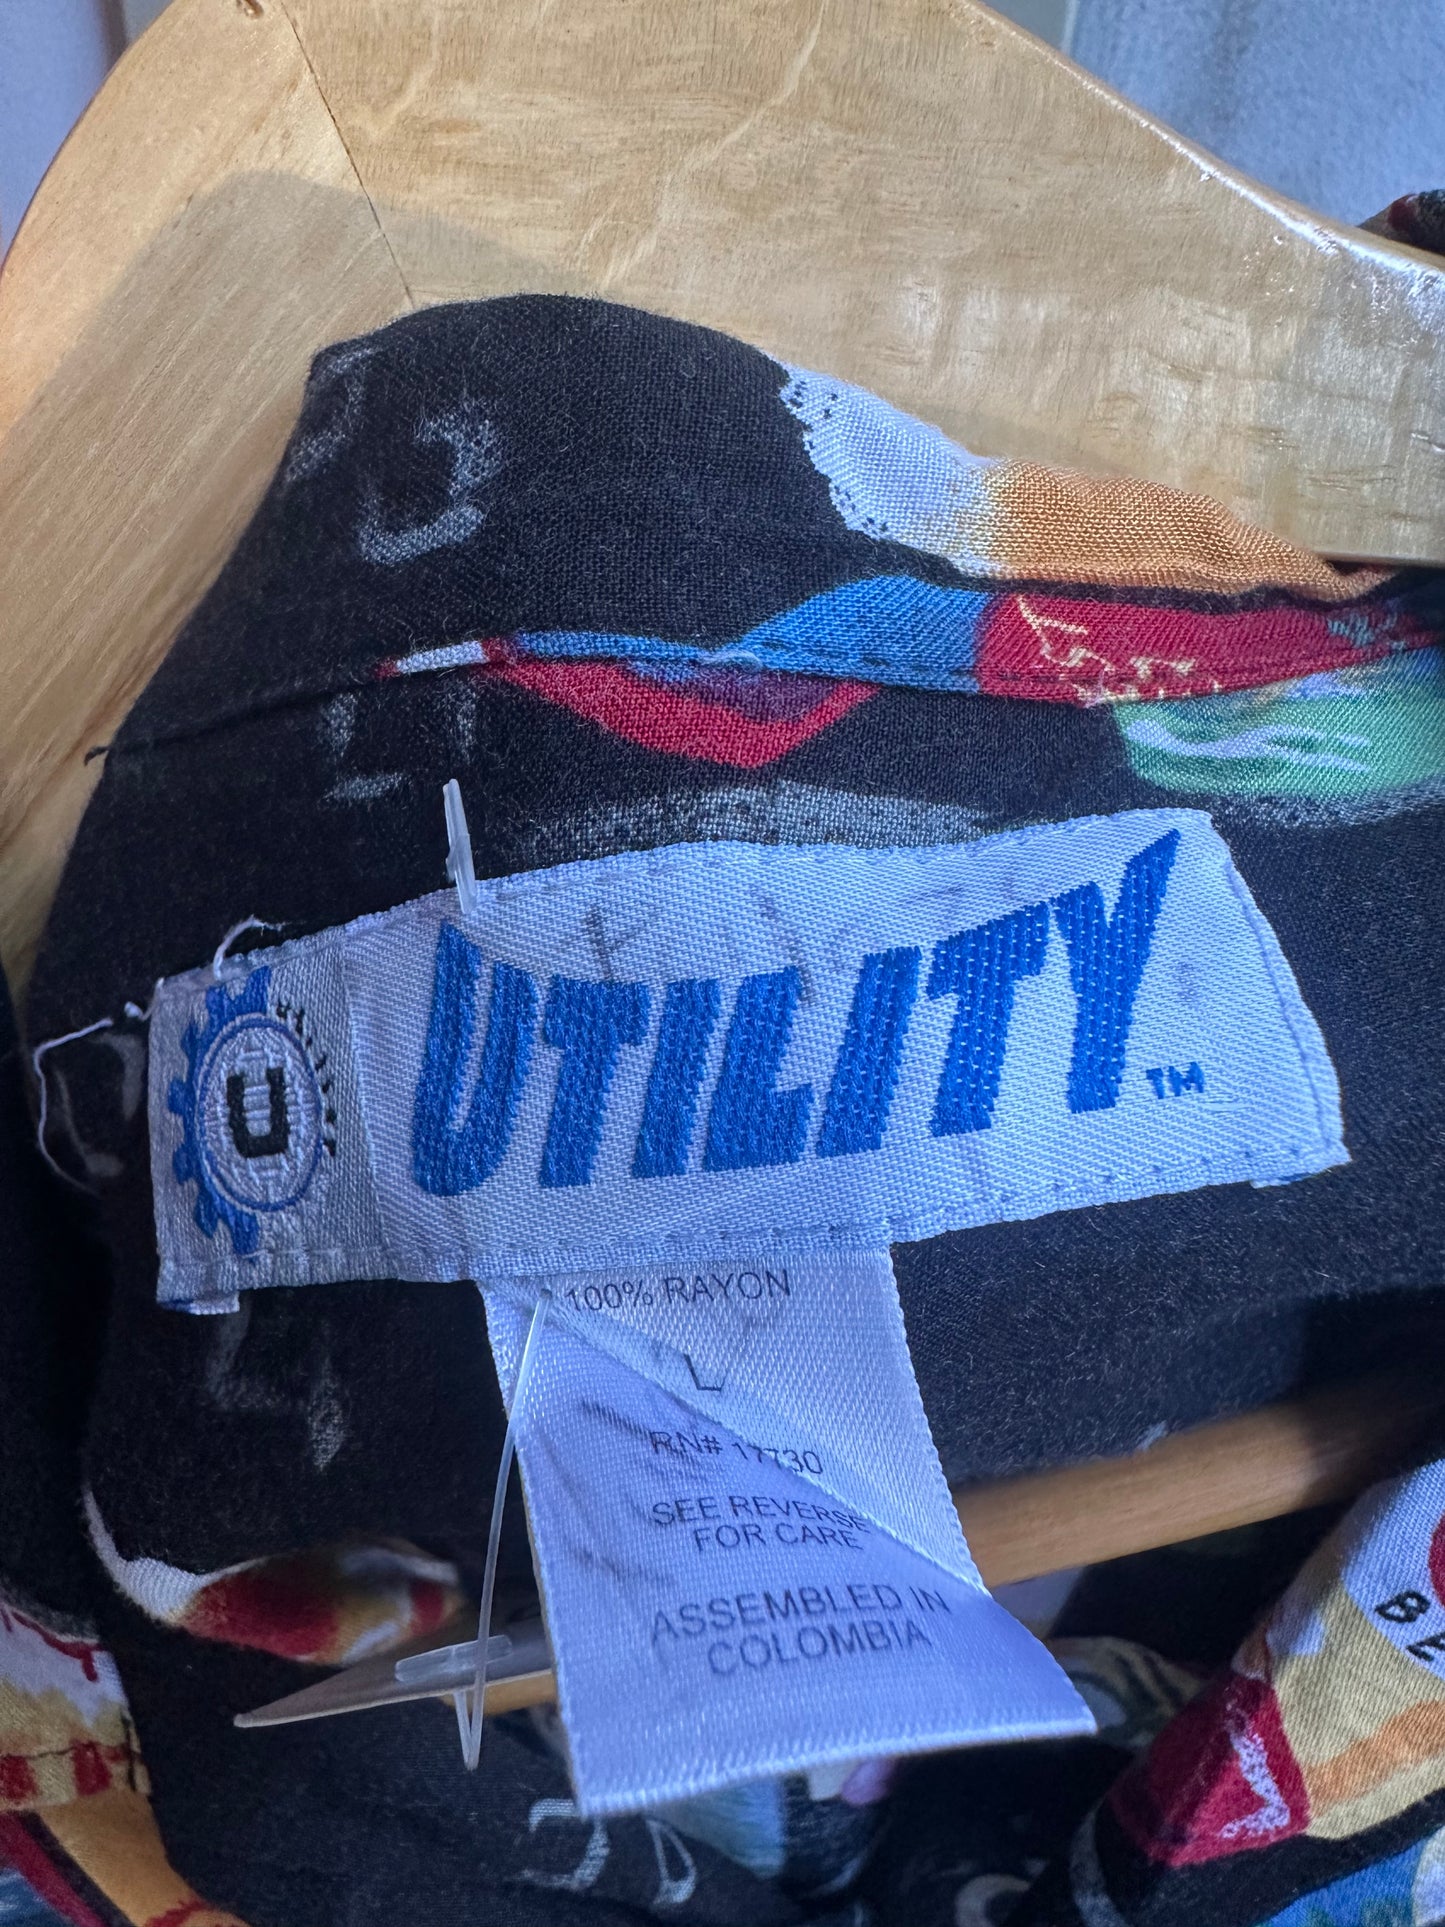 UTILITY TM
U
100% RAYON
L
RN# 17730
SEE REVERSE
FOR CARE
ASSEMBLED IN
COLOMBIA